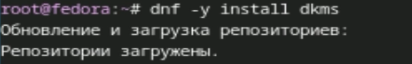 root@fedora:~# dnf -y install dkms
Обновление и загрузка репозиториев:
Репозитории загружены.